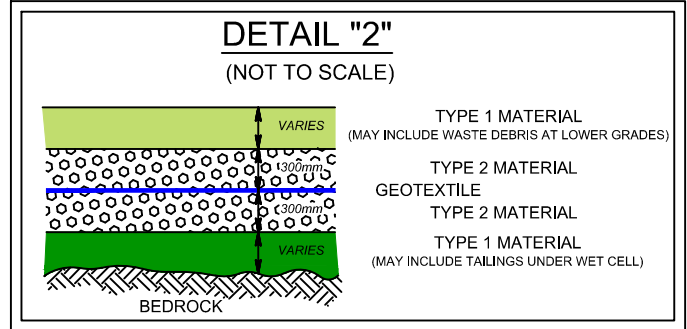 DETAIL "2"
(NOT TO SCALE)
VARIES
TYPE 1 MATERIAL
(MAY INCLUDE WASTE DEBRIS AT LOWER GRADES)
300mm
TYPE 2 MATERIAL
GEOTEXTILE
300mm
TYPE 2 MATERIAL
VARIES
TYPE 1 MATERIAL
(MAY INCLUDE TAILINGS UNDER WET CELL)
BEDROCK